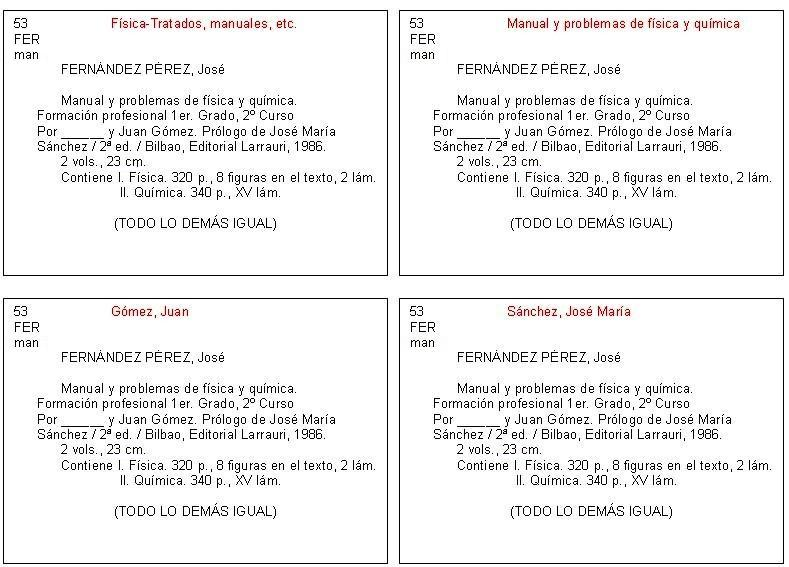 53 Física-Tratados, manuales, etc.
FER
man
FERNÁNDEZ PÉREZ, José
Manual y problemas de física y química.
Formación profesional 1er. Grado, 2º Curso
Por ______ y Juan Gómez. Prólogo de José María
Sánchez / 2ª ed. / Bilbao, Editorial Larrauri, 1986.
2 vols., 23 cm.
Contiene I. Física. 320 p., 8 figuras en el texto, 2 lám.
II. Química. 340 p., XV lám.
(TODO LO DEMÁS IGUAL)
53 Manual y problemas de física y química
FER
man
FERNÁNDEZ PÉREZ, José
Manual y problemas de física y química.
Formación profesional 1er. Grado, 2º Curso
Por ______ y Juan Gómez. Prólogo de José María
Sánchez / 2ª ed. / Bilbao, Editorial Larrauri, 1986.
2 vols., 23 cm.
Contiene I. Física. 320 p., 8 figuras en el texto, 2 lám.
II. Química. 340 p., XV lám.
(TODO LO DEMÁS IGUAL)
53 Gómez, Juan
FER
man
FERNÁNDEZ PÉREZ, José
Manual y problemas de física y química.
Formación profesional 1er. Grado, 2º Curso
Por ______ y Juan Gómez. Prólogo de José María
Sánchez / 2ª ed. / Bilbao, Editorial Larrauri, 1986.
2 vols., 23 cm.
Contiene I. Física. 320 p., 8 figuras en el texto, 2 lám.
II. Química. 340 p., XV lám.
(TODO LO DEMÁS IGUAL)
53 Sánchez, José María
FER
man
FERNÁNDEZ PÉREZ, José
Manual y problemas de física y química.
Formación profesional 1er. Grado, 2º Curso
Por ______ y Juan Gómez. Prólogo de José María
Sánchez / 2ª ed. / Bilbao, Editorial Larrauri, 1986.
2 vols., 23 cm.
Contiene I. Física. 320 p., 8 figuras en el texto, 2 lám.
II. Química. 340 p., XV lám.
(TODO LO DEMÁS IGUAL)